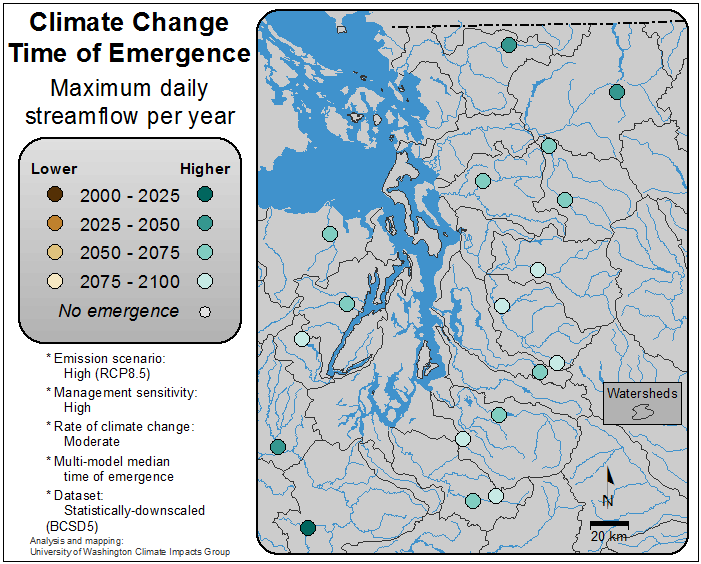 Climate Change
Time of Emergence
Maximum daily
streamflow per year
Lower Higher
2000 - 2025
2025 - 2050
2050 - 2075
2075 - 2100
No emergence
* Emission scenario:
High (RCP8.5)
* Management sensitivity:
High
* Rate of climate change:
Moderate
* Multi-model median
time of emergence
* Dataset:
Statistically-downscaled
(BCSD5)
Analysis and mapping:
University of Washington Climate Impacts Group
Watersheds
N
20 km